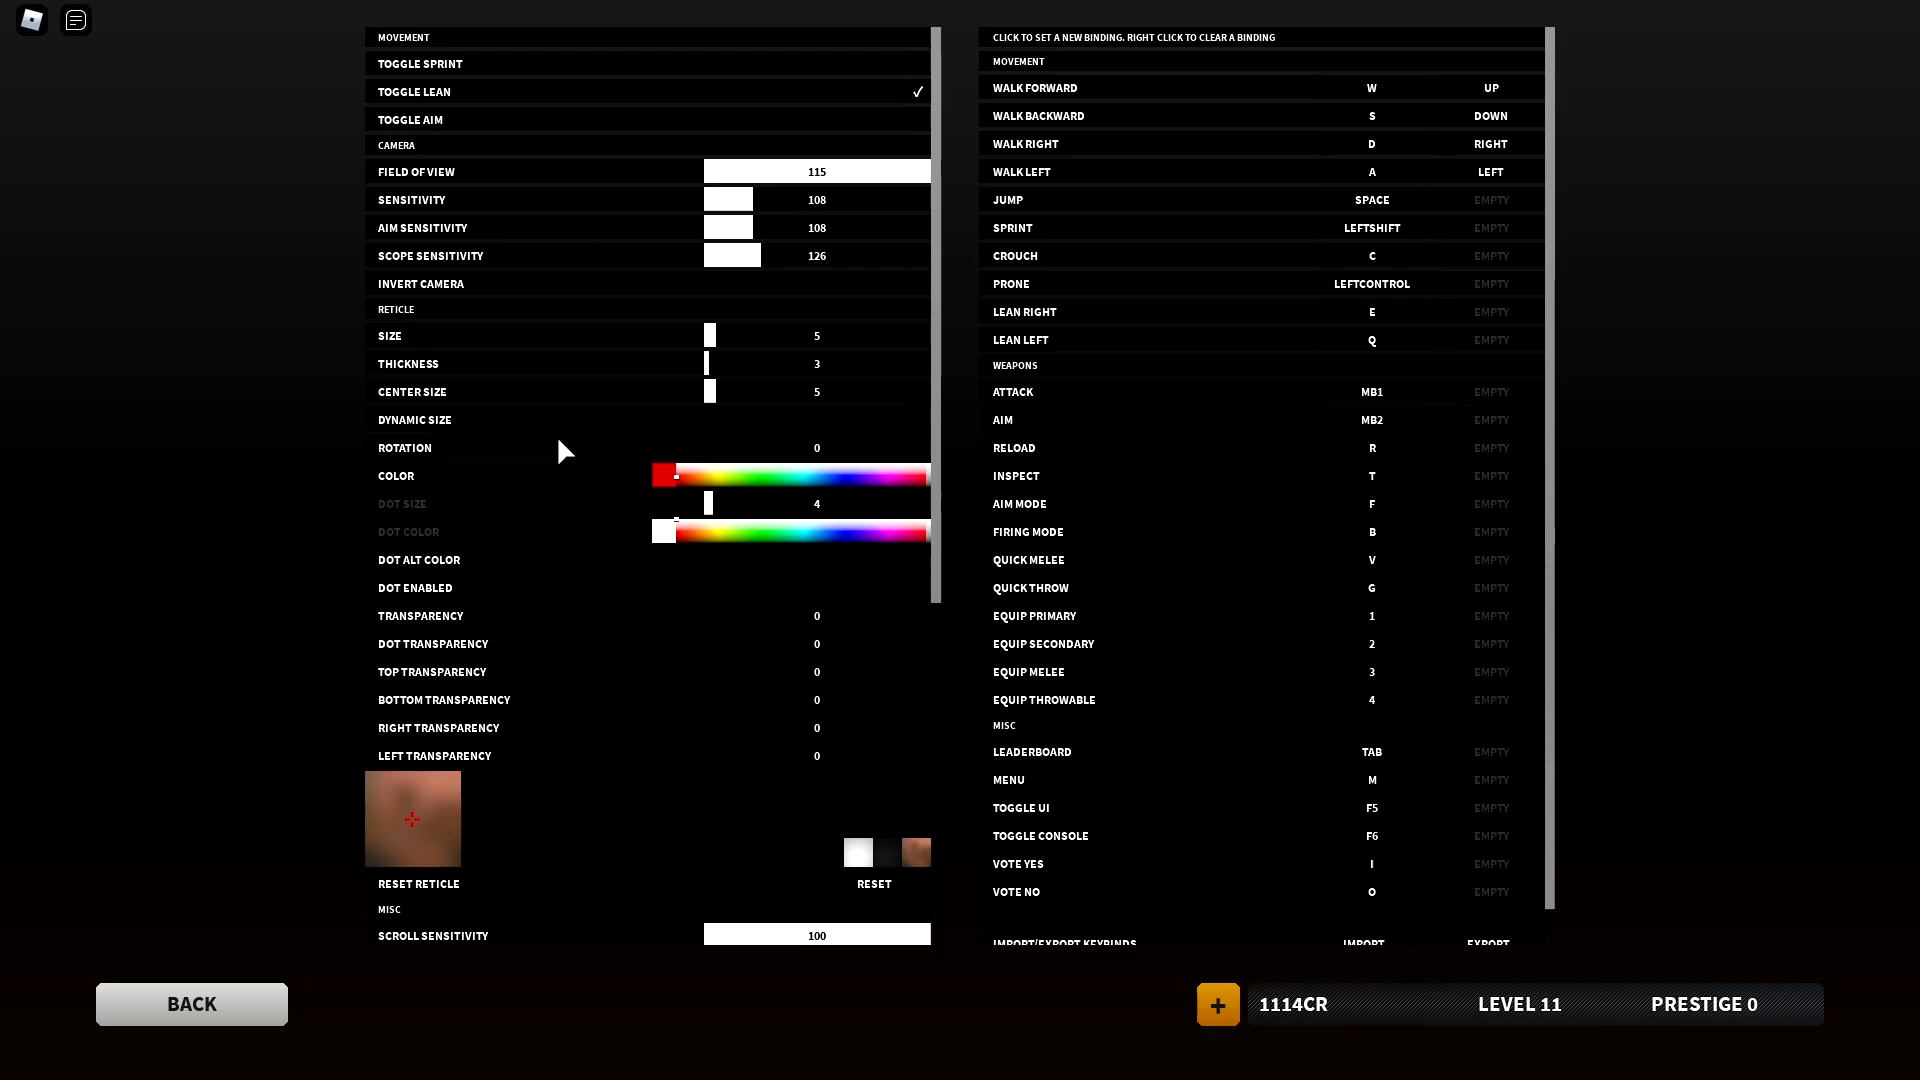 MOVEMENT
TOGGLE SPRINT
TOGGLE LEAN ✓
TOGGLE AIM
CAMERA
FIELD OF VIEW 115
SENSITIVITY 108
AIM SENSITIVITY 108
SCOPE SENSITIVITY 126
INVERT CAMERA
RETICLE
SIZE 5
THICKNESS 3
CENTER SIZE 5
DYNAMIC SIZE
ROTATION 0
COLOR
DOT SIZE 4
DOT COLOR
DOT ALT COLOR
DOT ENABLED
TRANSPARENCY 0
DOT TRANSPARENCY 0
TOP TRANSPARENCY 0
BOTTOM TRANSPARENCY 0
RIGHT TRANSPARENCY 0
LEFT TRANSPARENCY 0
RESET RETICLE RESET
MISC
SCROLL SENSITIVITY 100
CLICK TO SET A NEW BINDING. RIGHT CLICK TO CLEAR A BINDING
MOVEMENT
WALK FORWARD W UP
WALK BACKWARD S DOWN
WALK RIGHT D RIGHT
WALK LEFT A LEFT
JUMP SPACE EMPTY
SPRINT LEFTSHIFT EMPTY
CROUCH C EMPTY
PRONE LEFTCONTROL EMPTY
LEAN RIGHT E EMPTY
LEAN LEFT Q EMPTY
WEAPONS
ATTACK MB1 EMPTY
AIM MB2 EMPTY
RELOAD R EMPTY
INSPECT T EMPTY
AIM MODE F EMPTY
FIRING MODE B EMPTY
QUICK MELEE V EMPTY
QUICK THROW G EMPTY
EQUIP PRIMARY 1 EMPTY
EQUIP SECONDARY 2 EMPTY
EQUIP MELEE 3 EMPTY
EQUIP THROWABLE 4 EMPTY
MISC
LEADERBOARD TAB EMPTY
MENU M EMPTY
TOGGLE UI F5 EMPTY
TOGGLE CONSOLE F6 EMPTY
VOTE YES I EMPTY
VOTE NO O EMPTY
IMPORT/EXPORT KEYBINDS IMPORT EXPORT
BACK
+ 1114CR LEVEL 11 PRESTIGE 0